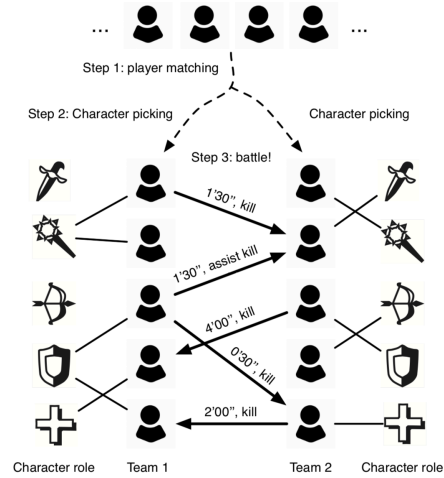 ...
...
Step 1: player matching
Step 2: Character picking
Character picking
Step 3: battle!
1'30", kill
1'30", assist kill
4'00", kill
0'30", kill
2'00", kill
Character role
Team 1
Team 2
Character role